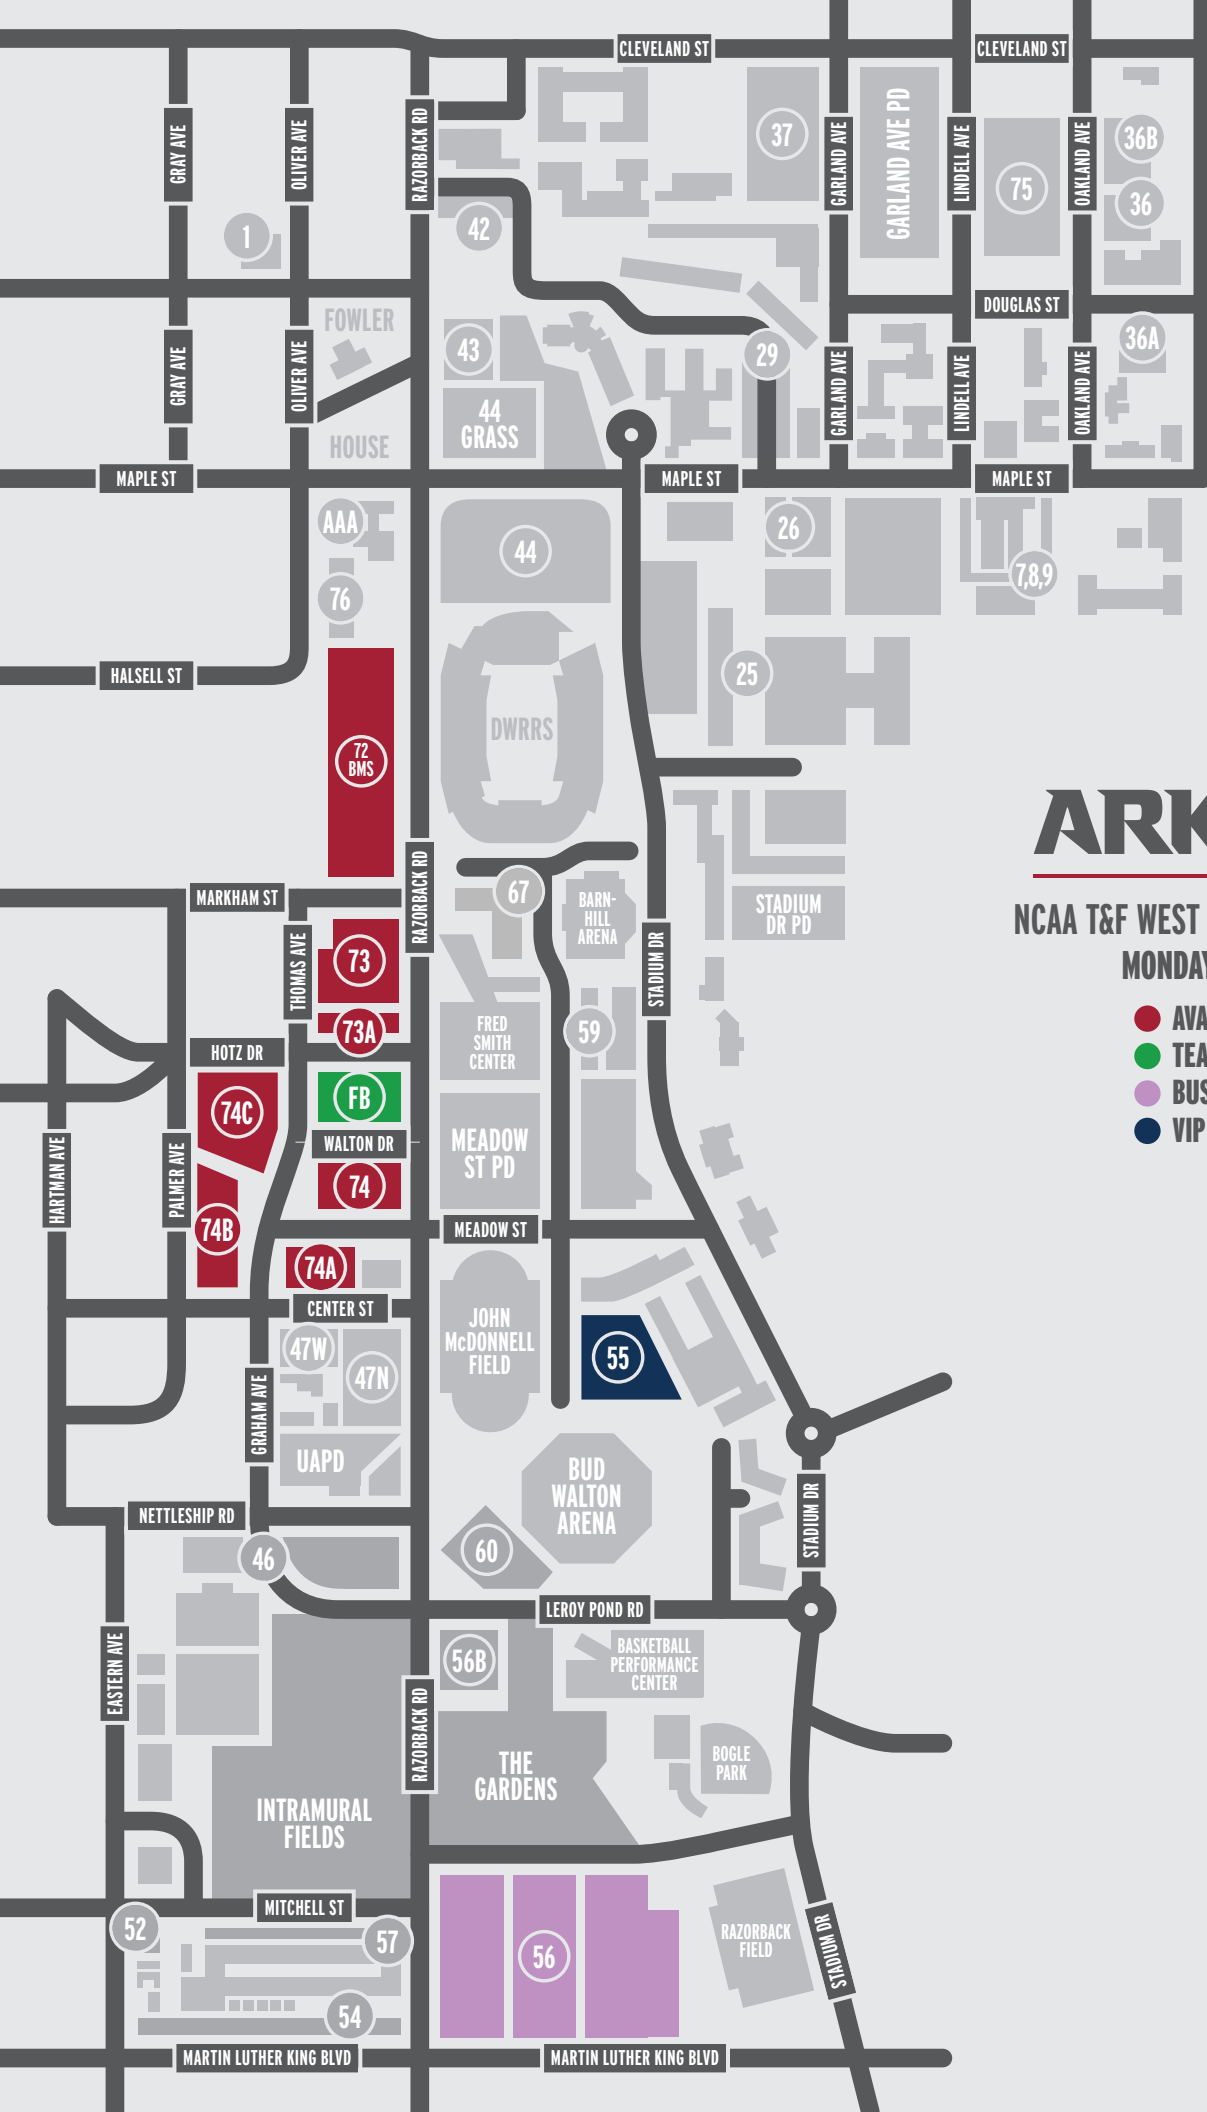 CLEVELAND ST
CLEVELAND ST
GRAY AVE
OLIVER AVE
RAZORBACK RD
37
GARLAND AVE
GARLAND AVE PD
LINDELL AVE
75
OAKLAND AVE
36B
36
1
42
DOUGLAS ST
FOWLER
HOUSE
GRAY AVE
OLIVER AVE
43
44
GRASS
29
GARLAND AVE
LINDELL AVE
OAKLAND AVE
36A
MAPLE ST
MAPLE ST
MAPLE ST
AAA
44
26
7,8,9
76
HALSELL ST
25
DWRRS
72
BMS
ARK
NCAA T&F WEST
MONDAY
AVA
TEA
BUS
VIP
MARKHAM ST
RAZORBACK RD
67
BARN-
HILL
ARENA
STADIUM
DR PD
THOMAS AVE
73
STADIUM DR
73A
FRED
SMITH
CENTER
59
HOTZ DR
74C
FB
HARTMAN AVE
PALMER AVE
WALTON DR
MEADOW
ST PD
74
74B
MEADOW ST
74A
CENTER ST
JOHN
McDONNELL
FIELD
47W
47N
55
GRAHAM AVE
UAPD
BUD
WALTON
ARENA
STADIUM DR
NETTLESHIP RD
46
60
LEROY POND RD
EASTERN AVE
56B
BASKETBALL
PERFORMANCE
CENTER
RAZORBACK RD
THE
GARDENS
BOGLE
PARK
INTRAMURAL
FIELDS
MITCHELL ST
52
57
56
RAZORBACK
FIELD
STADIUM DR
54
MARTIN LUTHER KING BLVD
MARTIN LUTHER KING BLVD